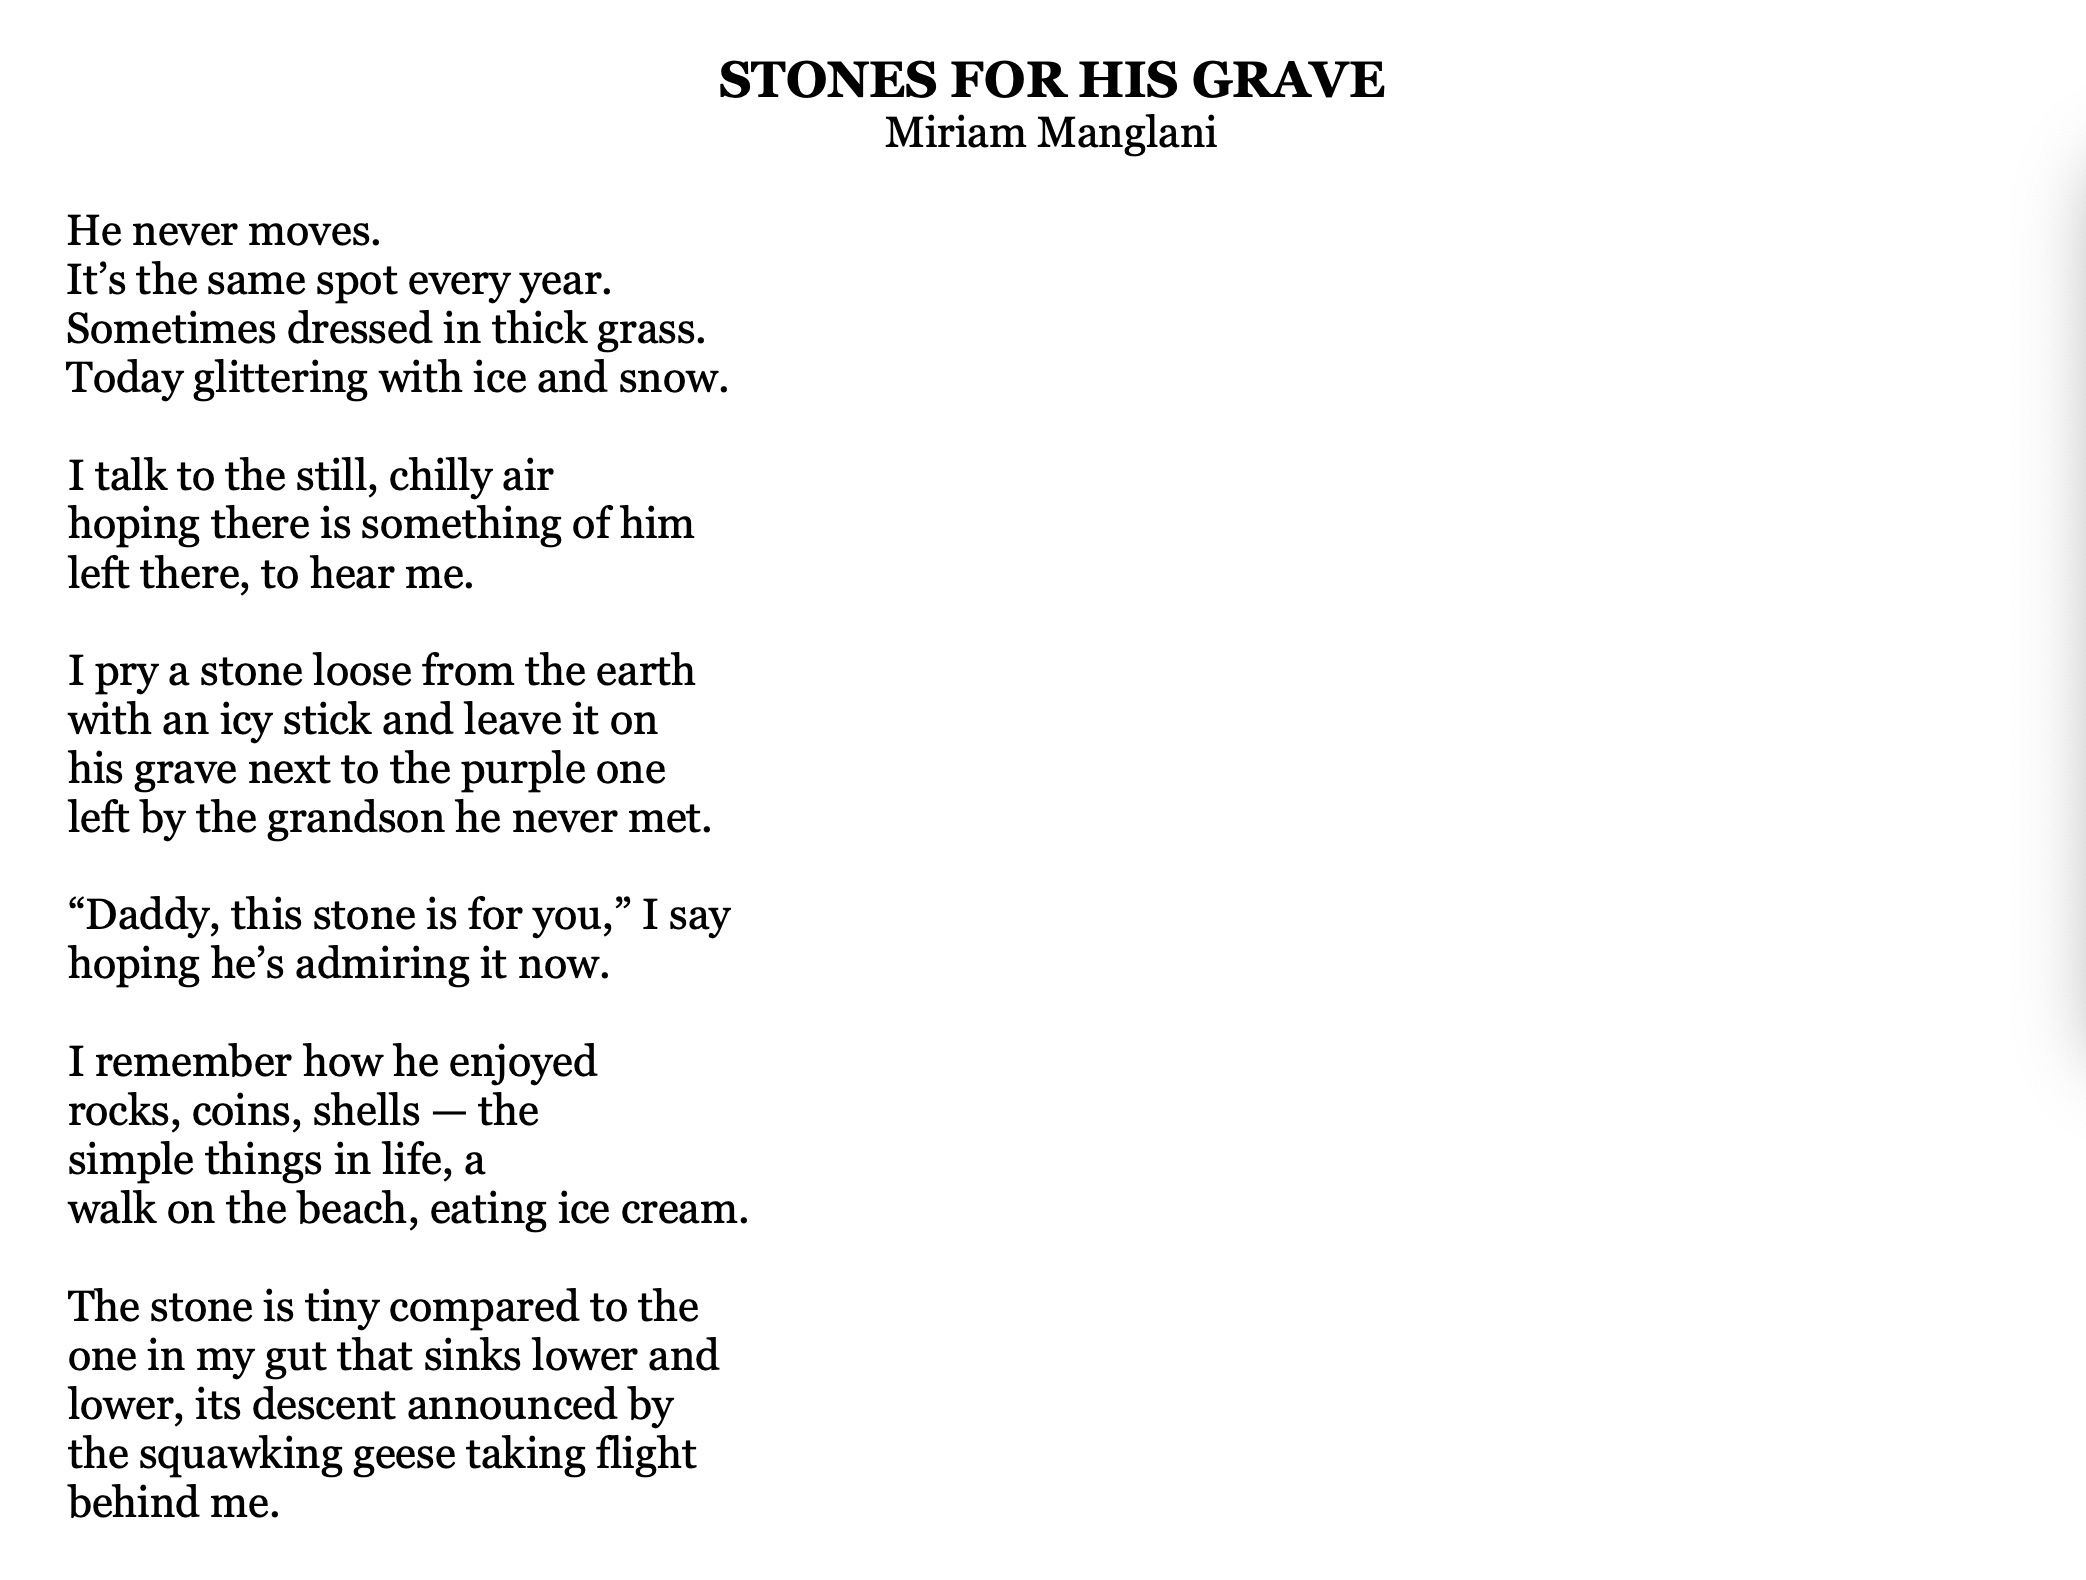 STONES FOR HIS GRAVE
Miriam Manglani
He never moves.
It’s the same spot every year.
Sometimes dressed in thick grass.
Today glittering with ice and snow.
I talk to the still, chilly air
hoping there is something of him
left there, to hear me.
I pry a stone loose from the earth
with an icy stick and leave it on
his grave next to the purple one
left by the grandson he never met.
“Daddy, this stone is for you,” I say
hoping he’s admiring it now.
I remember how he enjoyed
rocks, coins, shells — the
simple things in life, a
walk on the beach, eating ice cream.
The stone is tiny compared to the
one in my gut that sinks lower and
lower, its descent announced by
the squawking geese taking flight
behind me.